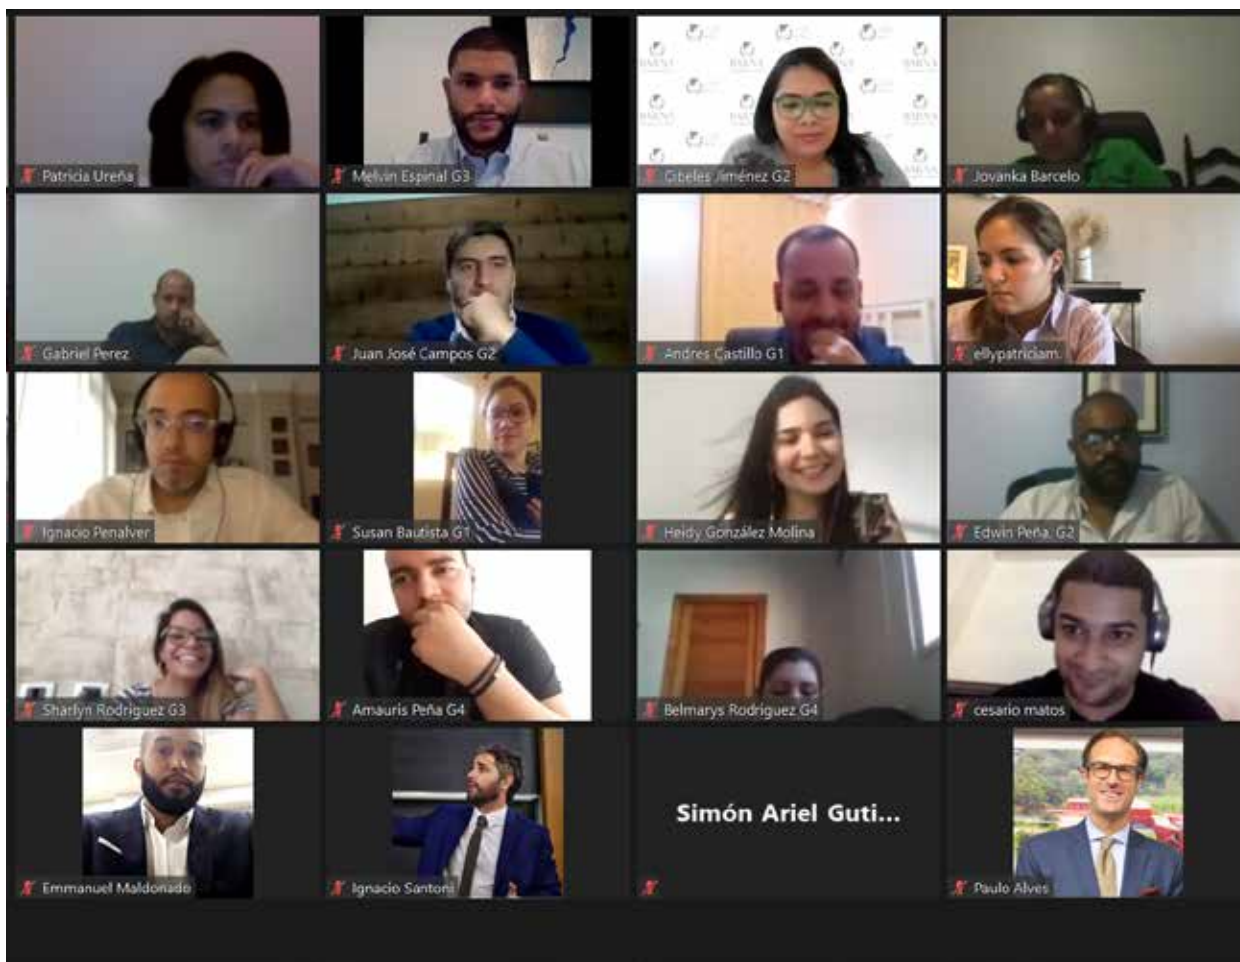 Patricia Ureña
Melvin Espinal G3
Cibeles Jiménez G2
Jovanka Barcelo
BARNA
Gabriel Perez
Juan José Campos G2
Andres Castillo G1
ellypatriciam.
Ignacio Penalver
Susan Bautista G1
Heidy González Molina
Edwin Peña. G2
Sharlyn Rodriguez G3
Amauris Peña G4
Belmarys Rodriguez G4
cesario matos
Emmanuel Maldonado
Ignacio Santoni
Simón Ariel Guti...
Paulo Alves